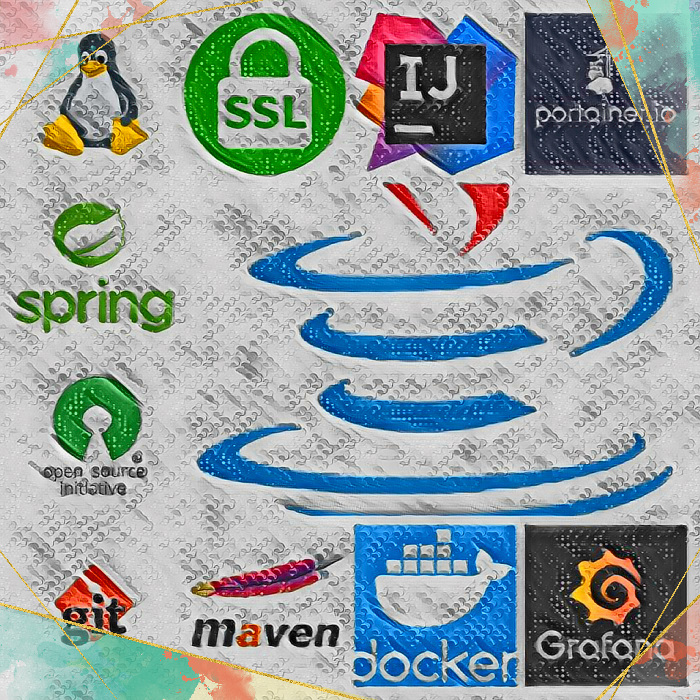 SSL
IJ
portainer.io
spring
open source
initiative
git
maven
docker
Grafana